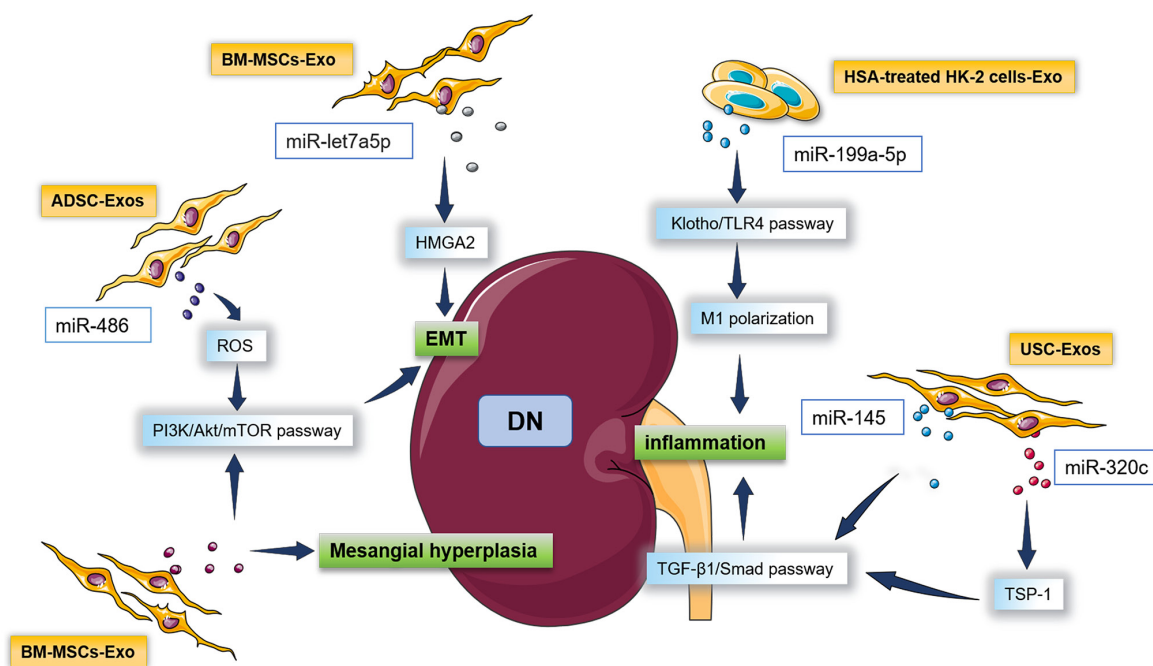 BM-MSCs-Exo
miR-let7a5p
HMGA2
EMT
ADSC-Exos
miR-486
ROS
PI3K/Akt/mTOR passway
BM-MSCs-Exo
Mesangial hyperplasia
DN
HSA-treated HK-2 cells-Exo
miR-199a-5p
Klotho/TLR4 passway
M1 polarization
inflammation
USC-Exos
miR-145
miR-320c
TSP-1
TGF-β1/Smad passway